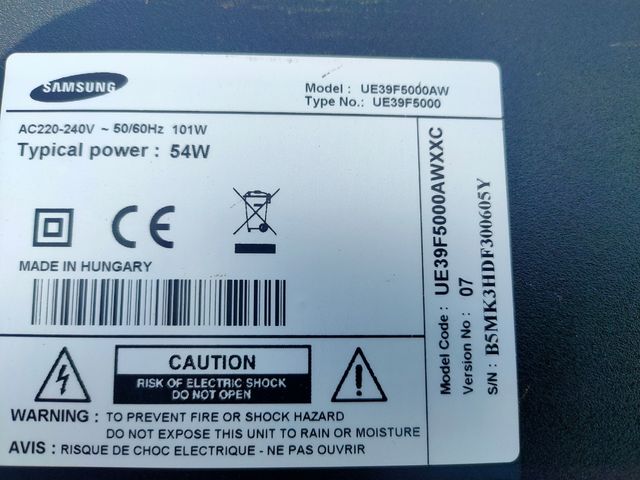 SAMSUNG
Model : UE39F5000AW
Type No.: UE39F5000
AC220-240V ~ 50/60Hz 101W
Typical power : 54W
CE
MADE IN HUNGARY
CAUTION
RISK OF ELECTRIC SHOCK
DO NOT OPEN
WARNING : TO PREVENT FIRE OR SHOCK HAZARD
DO NOT EXPOSE THIS UNIT TO RAIN OR MOISTURE
AVIS : RISQUE DE CHOC ELECTRIQUE - NE PAS OUVRIR
Model Code : UE39F5000AWXXC
Version No : 07
S/N : B5MK3HDF300605Y